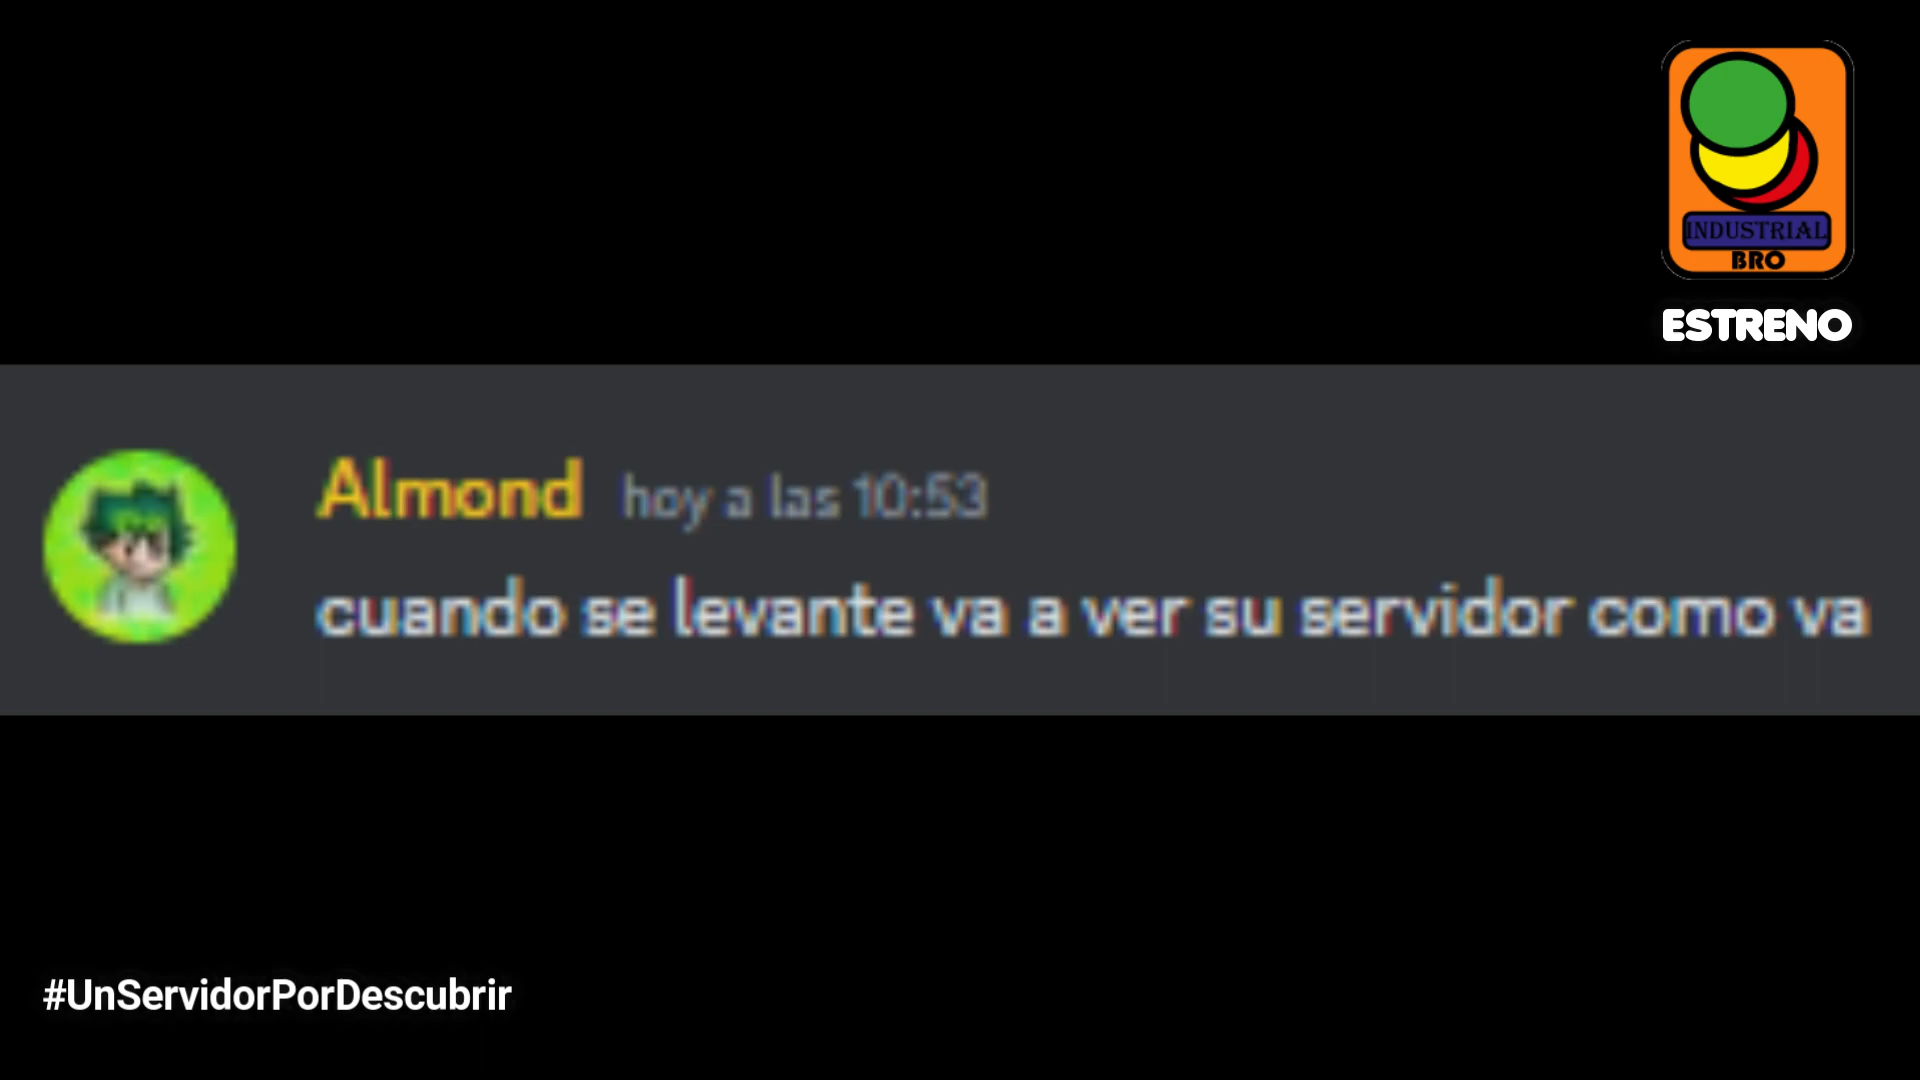 INDUSTRIAL
BRO
ESTRENO
Almond hoy a las 10:53
cuando se levante va a ver su servidor como va
#UnServidorPorDescubrir